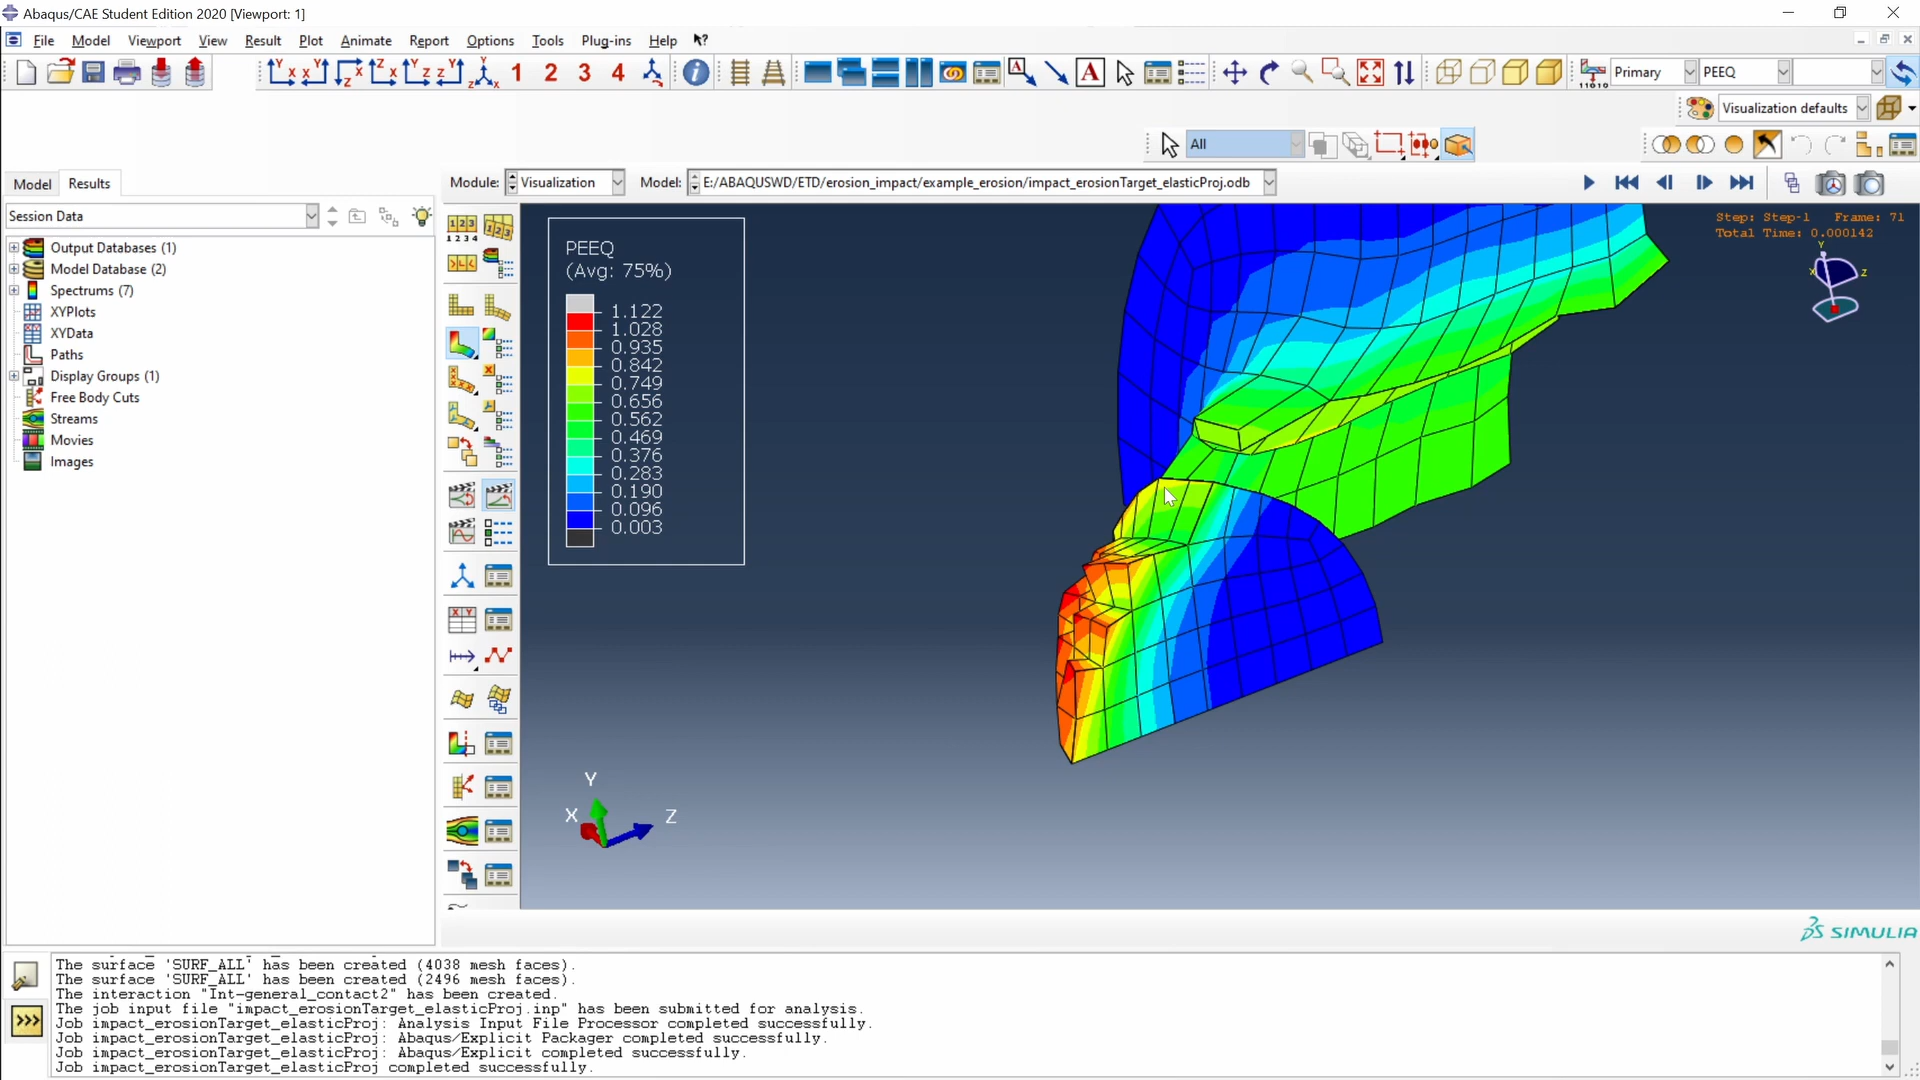 Abaqus/CAE Student Edition 2020 [Viewport: 1]
File Model Viewport View Result Plot Animate Report Options Tools Plug-ins Help
1 2 3 4 Primary PEEQ
Visualization defaults
All
Model Results
Module: Visualization Model: E:/ABAQUSWD/ETD/erosion_impact/example_erosion/impact_erosionTarget_elasticProj.odb
Session Data
Output Databases (1)
Model Database (2)
Spectrums (7)
XYPlots
XYData
Paths
Display Groups (1)
Free Body Cuts
Streams
Movies
Images
PEEQ
(Avg: 75%)
1.122
1.028
0.935
0.842
0.749
0.656
0.562
0.469
0.376
0.283
0.190
0.096
0.003
Step: Step-1 Frame: 71
Total Time: 0.000142
Y
X Z
Y
X Z
SIMULIA
The surface 'SURF_ALL' has been created (4038 mesh faces).
The surface 'SURF_ALL' has been created (2496 mesh faces).
The interaction "Int-general_contact2" has been created.
The job input file "impact_erosionTarget_elasticProj.inp" has been submitted for analysis.
Job impact_erosionTarget_elasticProj: Analysis Input File Processor completed successfully.
Job impact_erosionTarget_elasticProj: Abaqus/Explicit Packager completed successfully.
Job impact_erosionTarget_elasticProj: Abaqus/Explicit completed successfully.
Job impact_erosionTarget_elasticProj completed successfully.